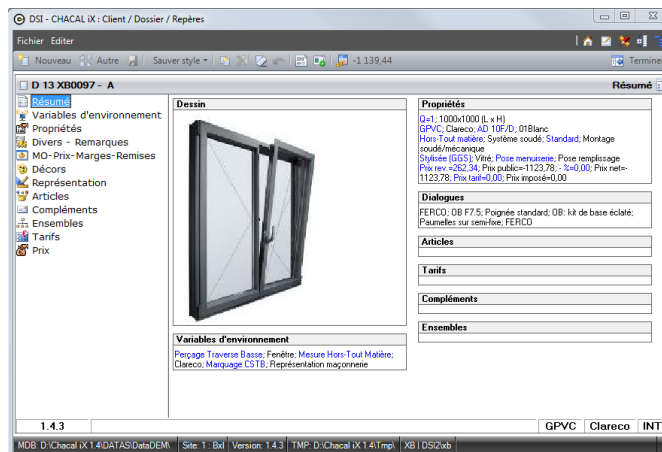 DSI - CHACAL iX : Client / Dossier / Repères
Fichier Editer
Nouveau Autre Sauver style -1 139,44 Termine
D 13 XB0097 - A Résumé
Résumé
Variables d'environnement
Propriétés
Divers - Remarques
MO-Prix-Marges-Remises
Décors
Représentation
Articles
Compléments
Ensembles
Tarifs
Prix
Dessin
Variables d'environnement
Perçage Traverse Basse; Fenêtre; Mesure Hors-Tout Matière;
Clareco; Marquage CSTB; Représentation maçonnerie
Propriétés
Q=1; 1000x1000 (L x H)
GPVC; Clareco; AD 10F/D; 01Blanc
Hors-Tout matière; Système soudé; Standard; Montage
soudé/mécanique
Stylisée (GGS); Vitré; Pose menuiserie; Pose remplissage
Prix rev.=262,34; Prix public=-1123,78; - %=0,00; Prix net=-
1123,78; Prix tarif=0,00; Prix imposé=0,00
Dialogues
FERCO; OB F7.5; Poignée standard; OB: kit de base éclaté;
Paumelles sur semi-fixe; FERCO
Articles
Tarifs
Compléments
Ensembles
1.4.3 GPVC Clareco INT
MDB: D:\Chacal iX 1.4\DATAS\DataDEM\ Site: 1 : Bxl Version: 1.4.3 TMP: D:\Chacal iX 1.4\Tmp\ XB | DSI2\xb